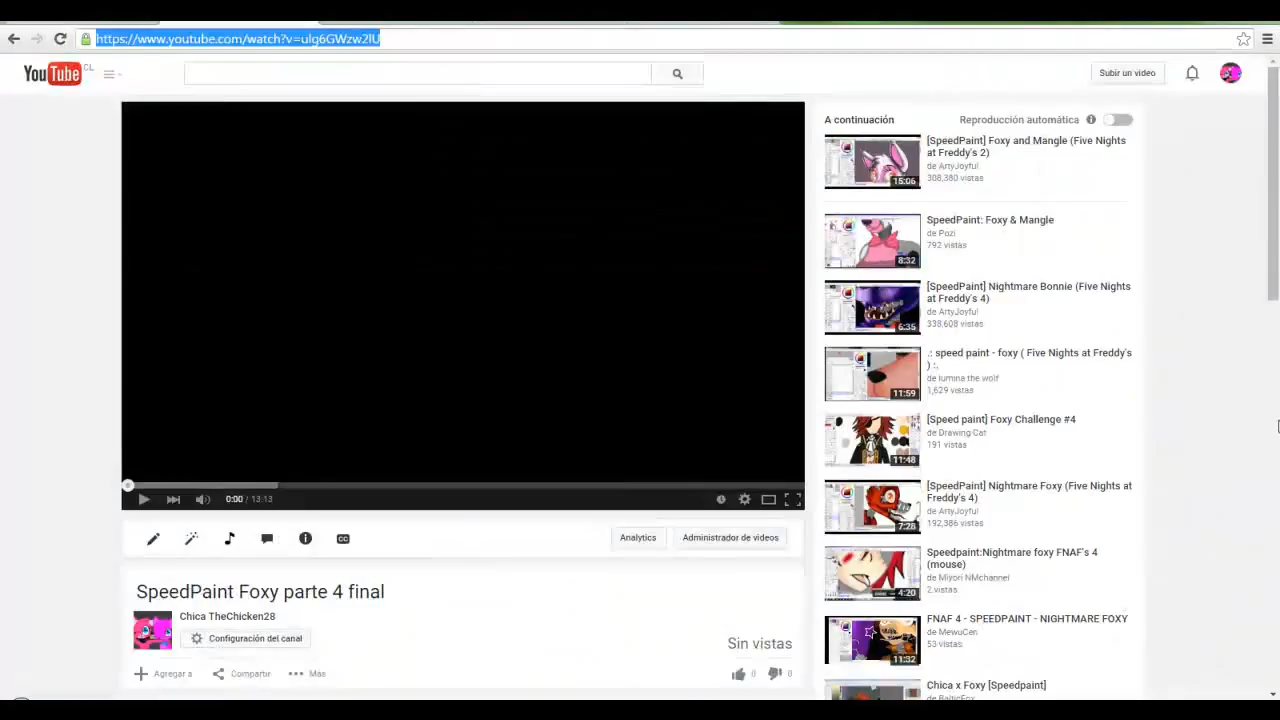 https://www.youtube.com/watch?v=ulg6GWzw2lU
YouTube CL
Subir un video
A continuación
Reproducción automática
[SpeedPaint] Foxy and Mangle (Five Nights
at Freddy's 2)
de ArtyJoyful
308,380 vistas
15:06
SpeedPaint: Foxy & Mangle
de Pozi
792 vistas
8:32
[SpeedPaint] Nightmare Bonnie (Five Nights
at Freddy's 4)
de ArtyJoyful
338,608 vistas
6:35
.: speed paint - foxy ( Five Nights at Freddy's
) :.
de lumina the wolf
1,629 vistas
11:59
[Speed paint] Foxy Challenge #4
de Drawing Cat
191 vistas
11:48
[SpeedPaint] Nightmare Foxy (Five Nights at
Freddy's 4)
de ArtyJoyful
192,386 vistas
7:28
Speedpaint:Nightmare foxy FNAF's 4
(mouse)
de Miyori NMchannel
2 vistas
4:20
FNAF 4 - SPEEDPAINT - NIGHTMARE FOXY
de MewuCen
53 vistas
11:32
Chica x Foxy [Speedpaint]
de BalticFox
0:00 / 13:13
CC
Analytics
Administrador de videos
SpeedPaint Foxy parte 4 final
Chica TheChicken28
Configuración del canal
Sin vistas
Agregar a
Compartir
Más
0
0